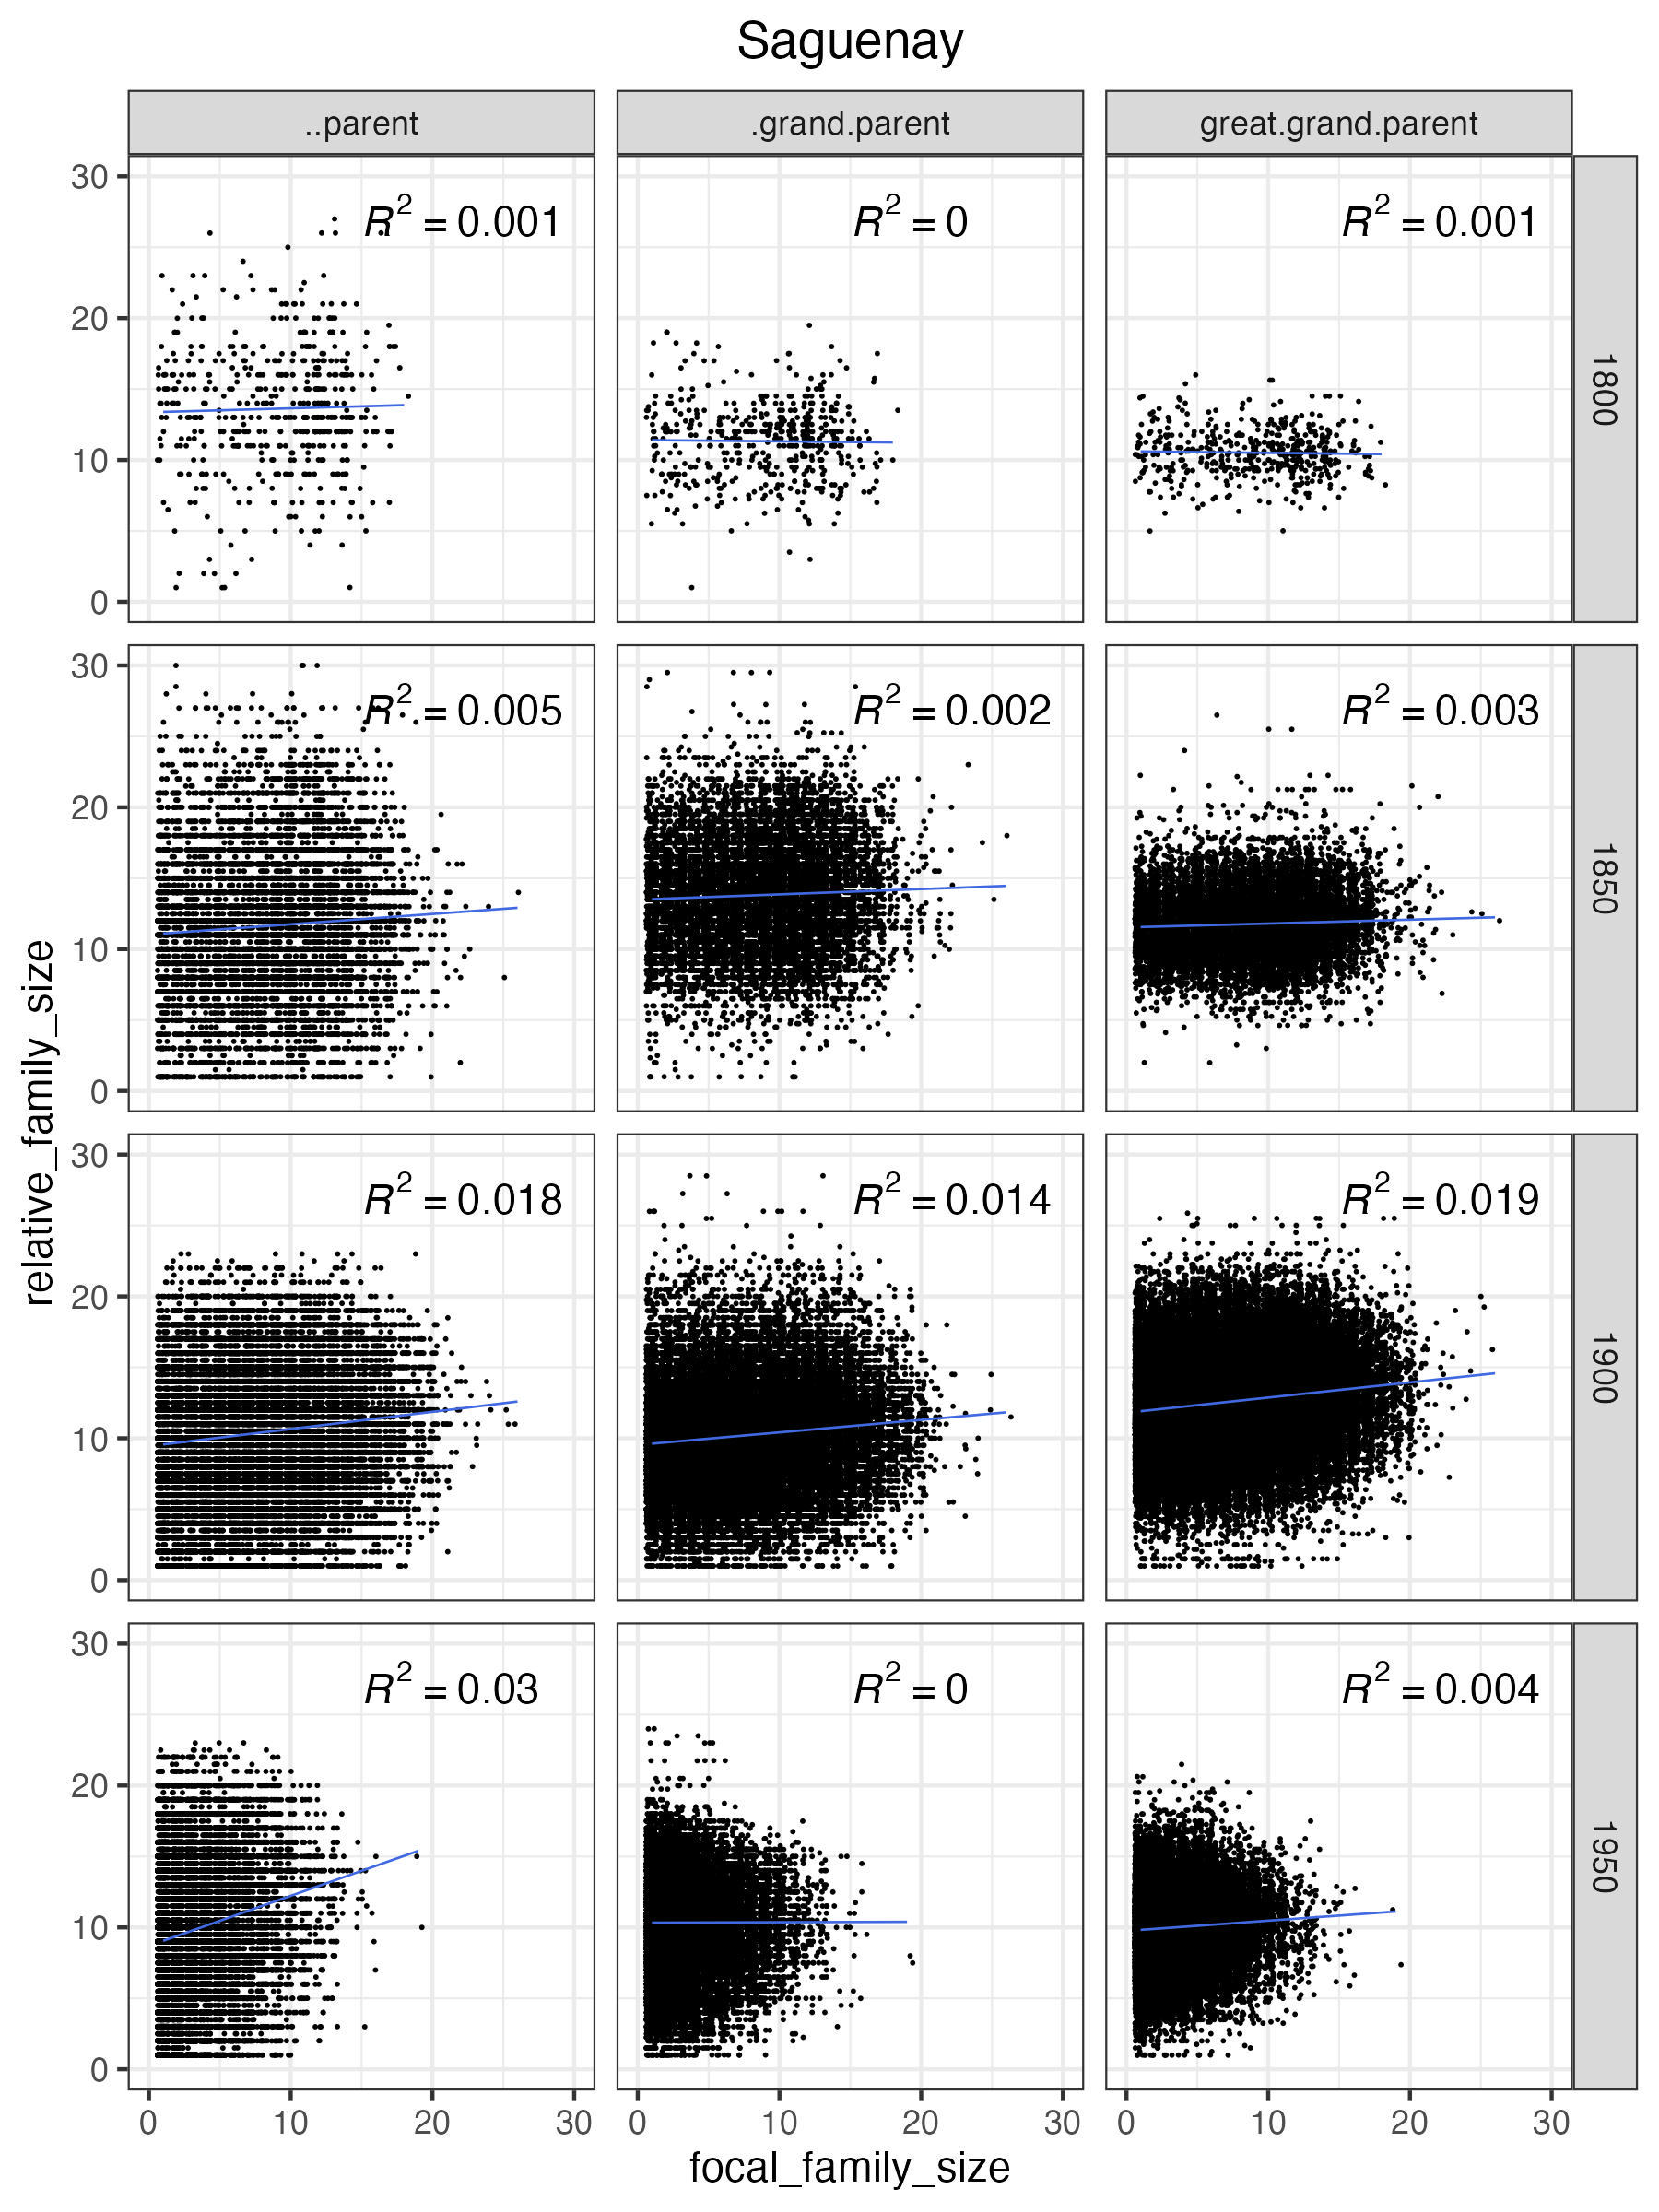 Saguenay
..parent
.grand.parent
great.grand.parent
30
20
10
0
R² = 0.001
R² = 0
R² = 0.001
1800
30
20
10
0
R² = 0.005
R² = 0.002
R² = 0.003
1850
relative_family_size
30
20
10
0
R² = 0.018
R² = 0.014
R² = 0.019
1900
30
20
10
0
R² = 0.03
R² = 0
R² = 0.004
1950
0 10 20 30
0 10 20 30
0 10 20 30
focal_family_size